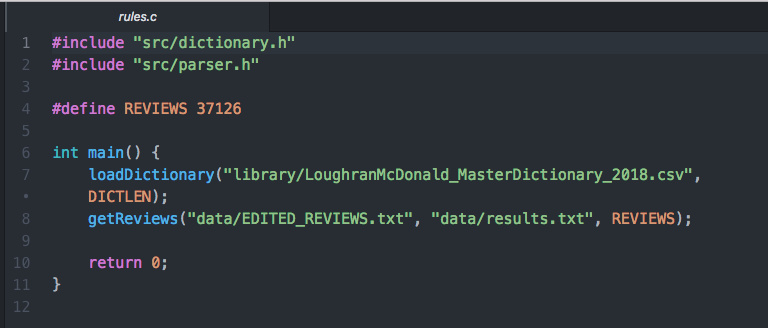 rules.c
1 #include "src/dictionary.h"
2 #include "src/parser.h"
3
4 #define REVIEWS 37126
5
6 int main() {
7 loadDictionary("library/LoughranMcDonald_MasterDictionary_2018.csv",
• DICTLEN);
8 getReviews("data/EDITED_REVIEWS.txt", "data/results.txt", REVIEWS);
9
10 return 0;
11 }
12